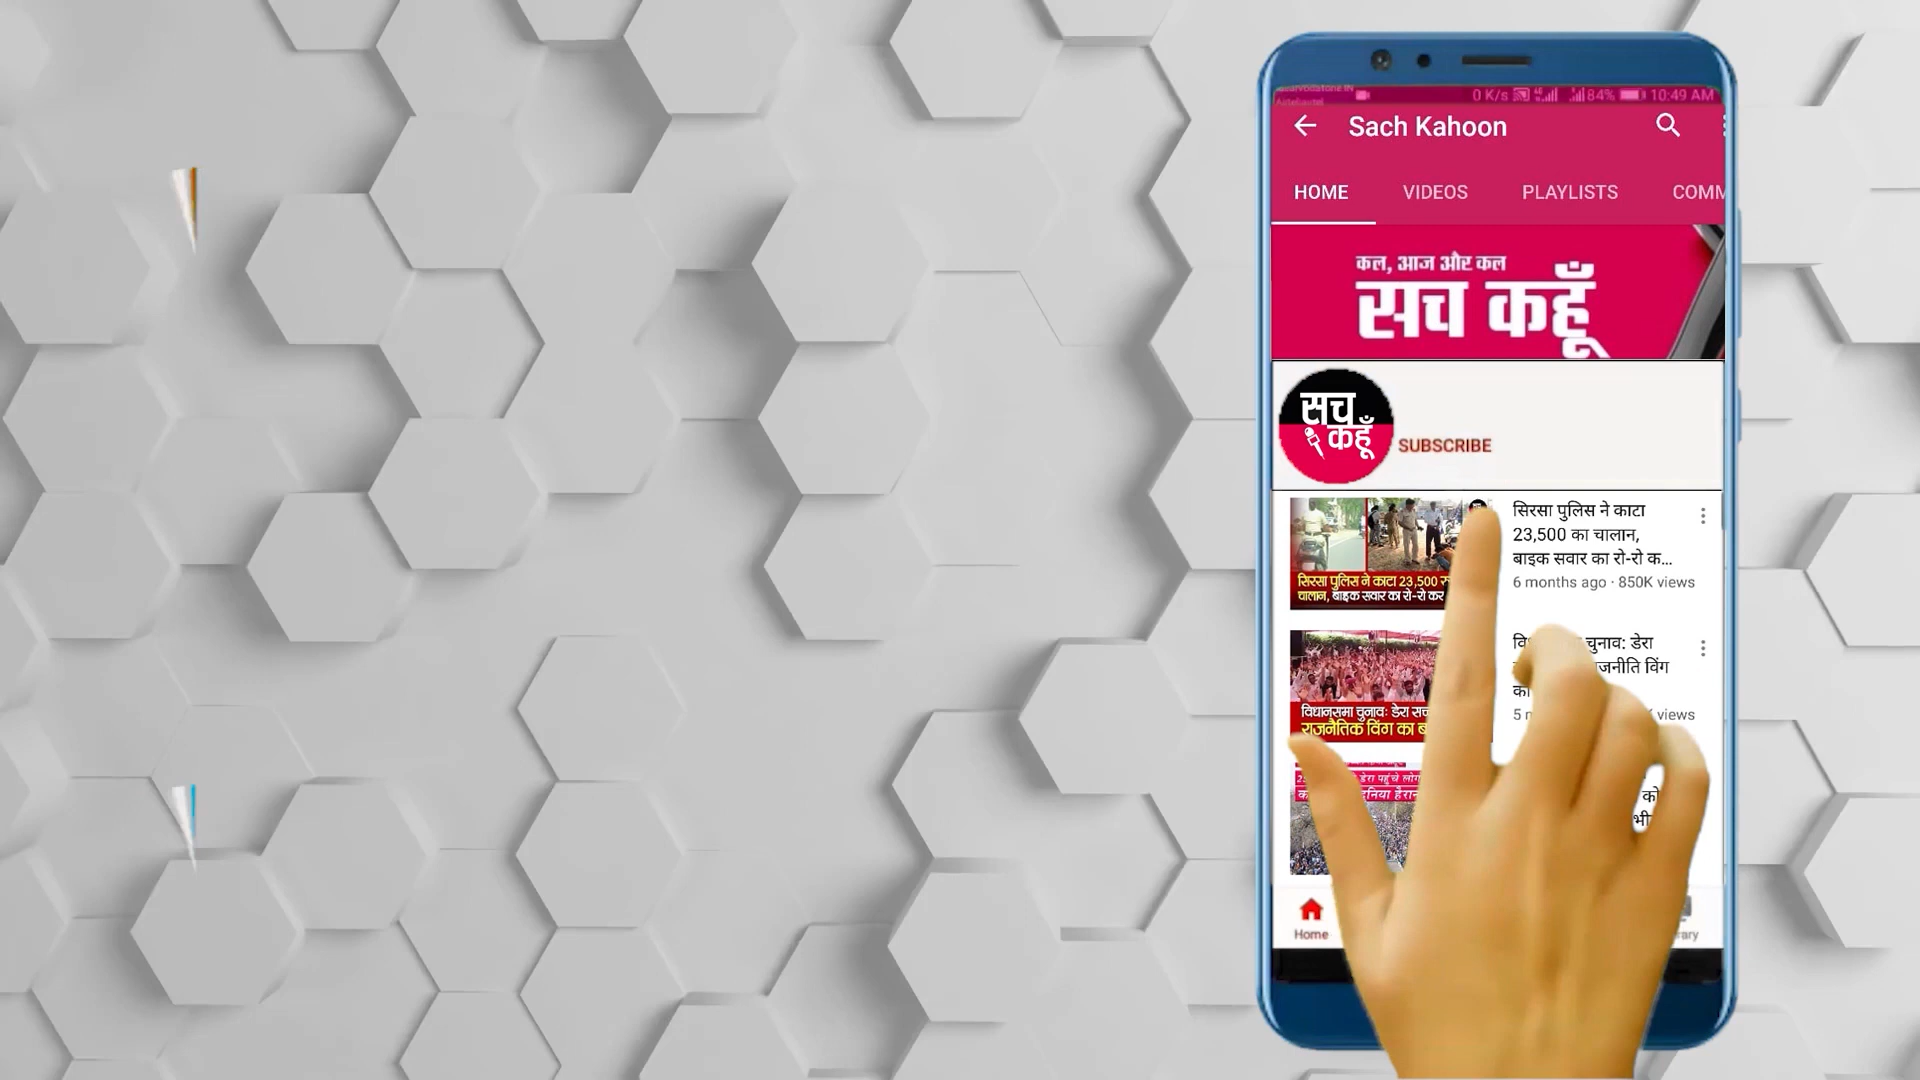 0 K/s 84% 10:49 AM
Sach Kahoon
HOME VIDEOS PLAYLISTS COMM
कल, आज और कल
सच कहूँ
सच
कहूँ
SUBSCRIBE
सिरसा पुलिस ने काटा
23,500 का चालान,
बाइक सवार का रो-रो क...
6 months ago · 850K views
सिरसा पुलिस ने काटा 23,500
चालान, बाइक सवार का रो-रो कर
चुनाव: डेरा
views
विधानसभा चुनाव: डेरा
राजनैतिक विंग का
डेरा पहुंचे
को
Home